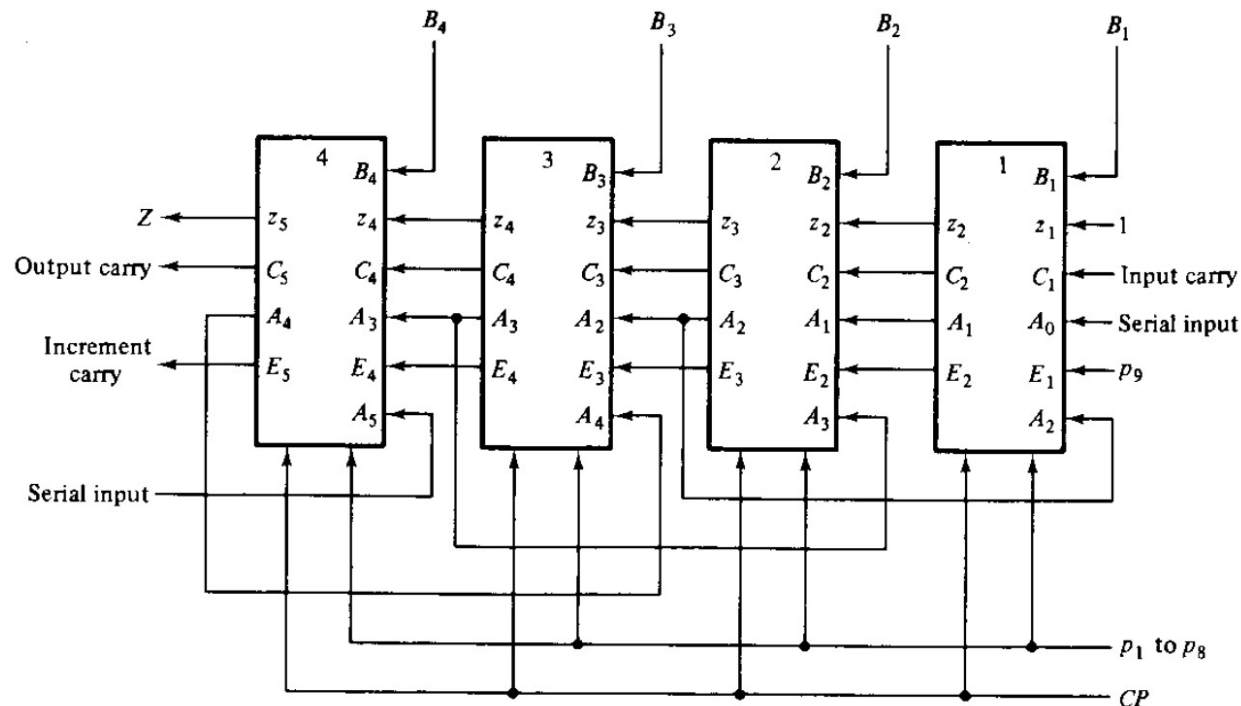 B₄ B₃ B₂ B₁
4 3 2 1
B₄ B₃ B₂ B₁
Z z₅ z₄ z₄ z₃ z₃ z₂ z₂ z₁ 1
Output carry C₅ C₄ C₄ C₃ C₃ C₂ C₂ C₁ Input carry
A₄ A₃ A₃ A₂ A₂ A₁ A₁ A₀ Serial input
Increment
carry E₅ E₄ E₄ E₃ E₃ E₂ E₂ E₁ p₉
A₅ A₄ A₃ A₂
Serial input
p₁ to p₈
CP